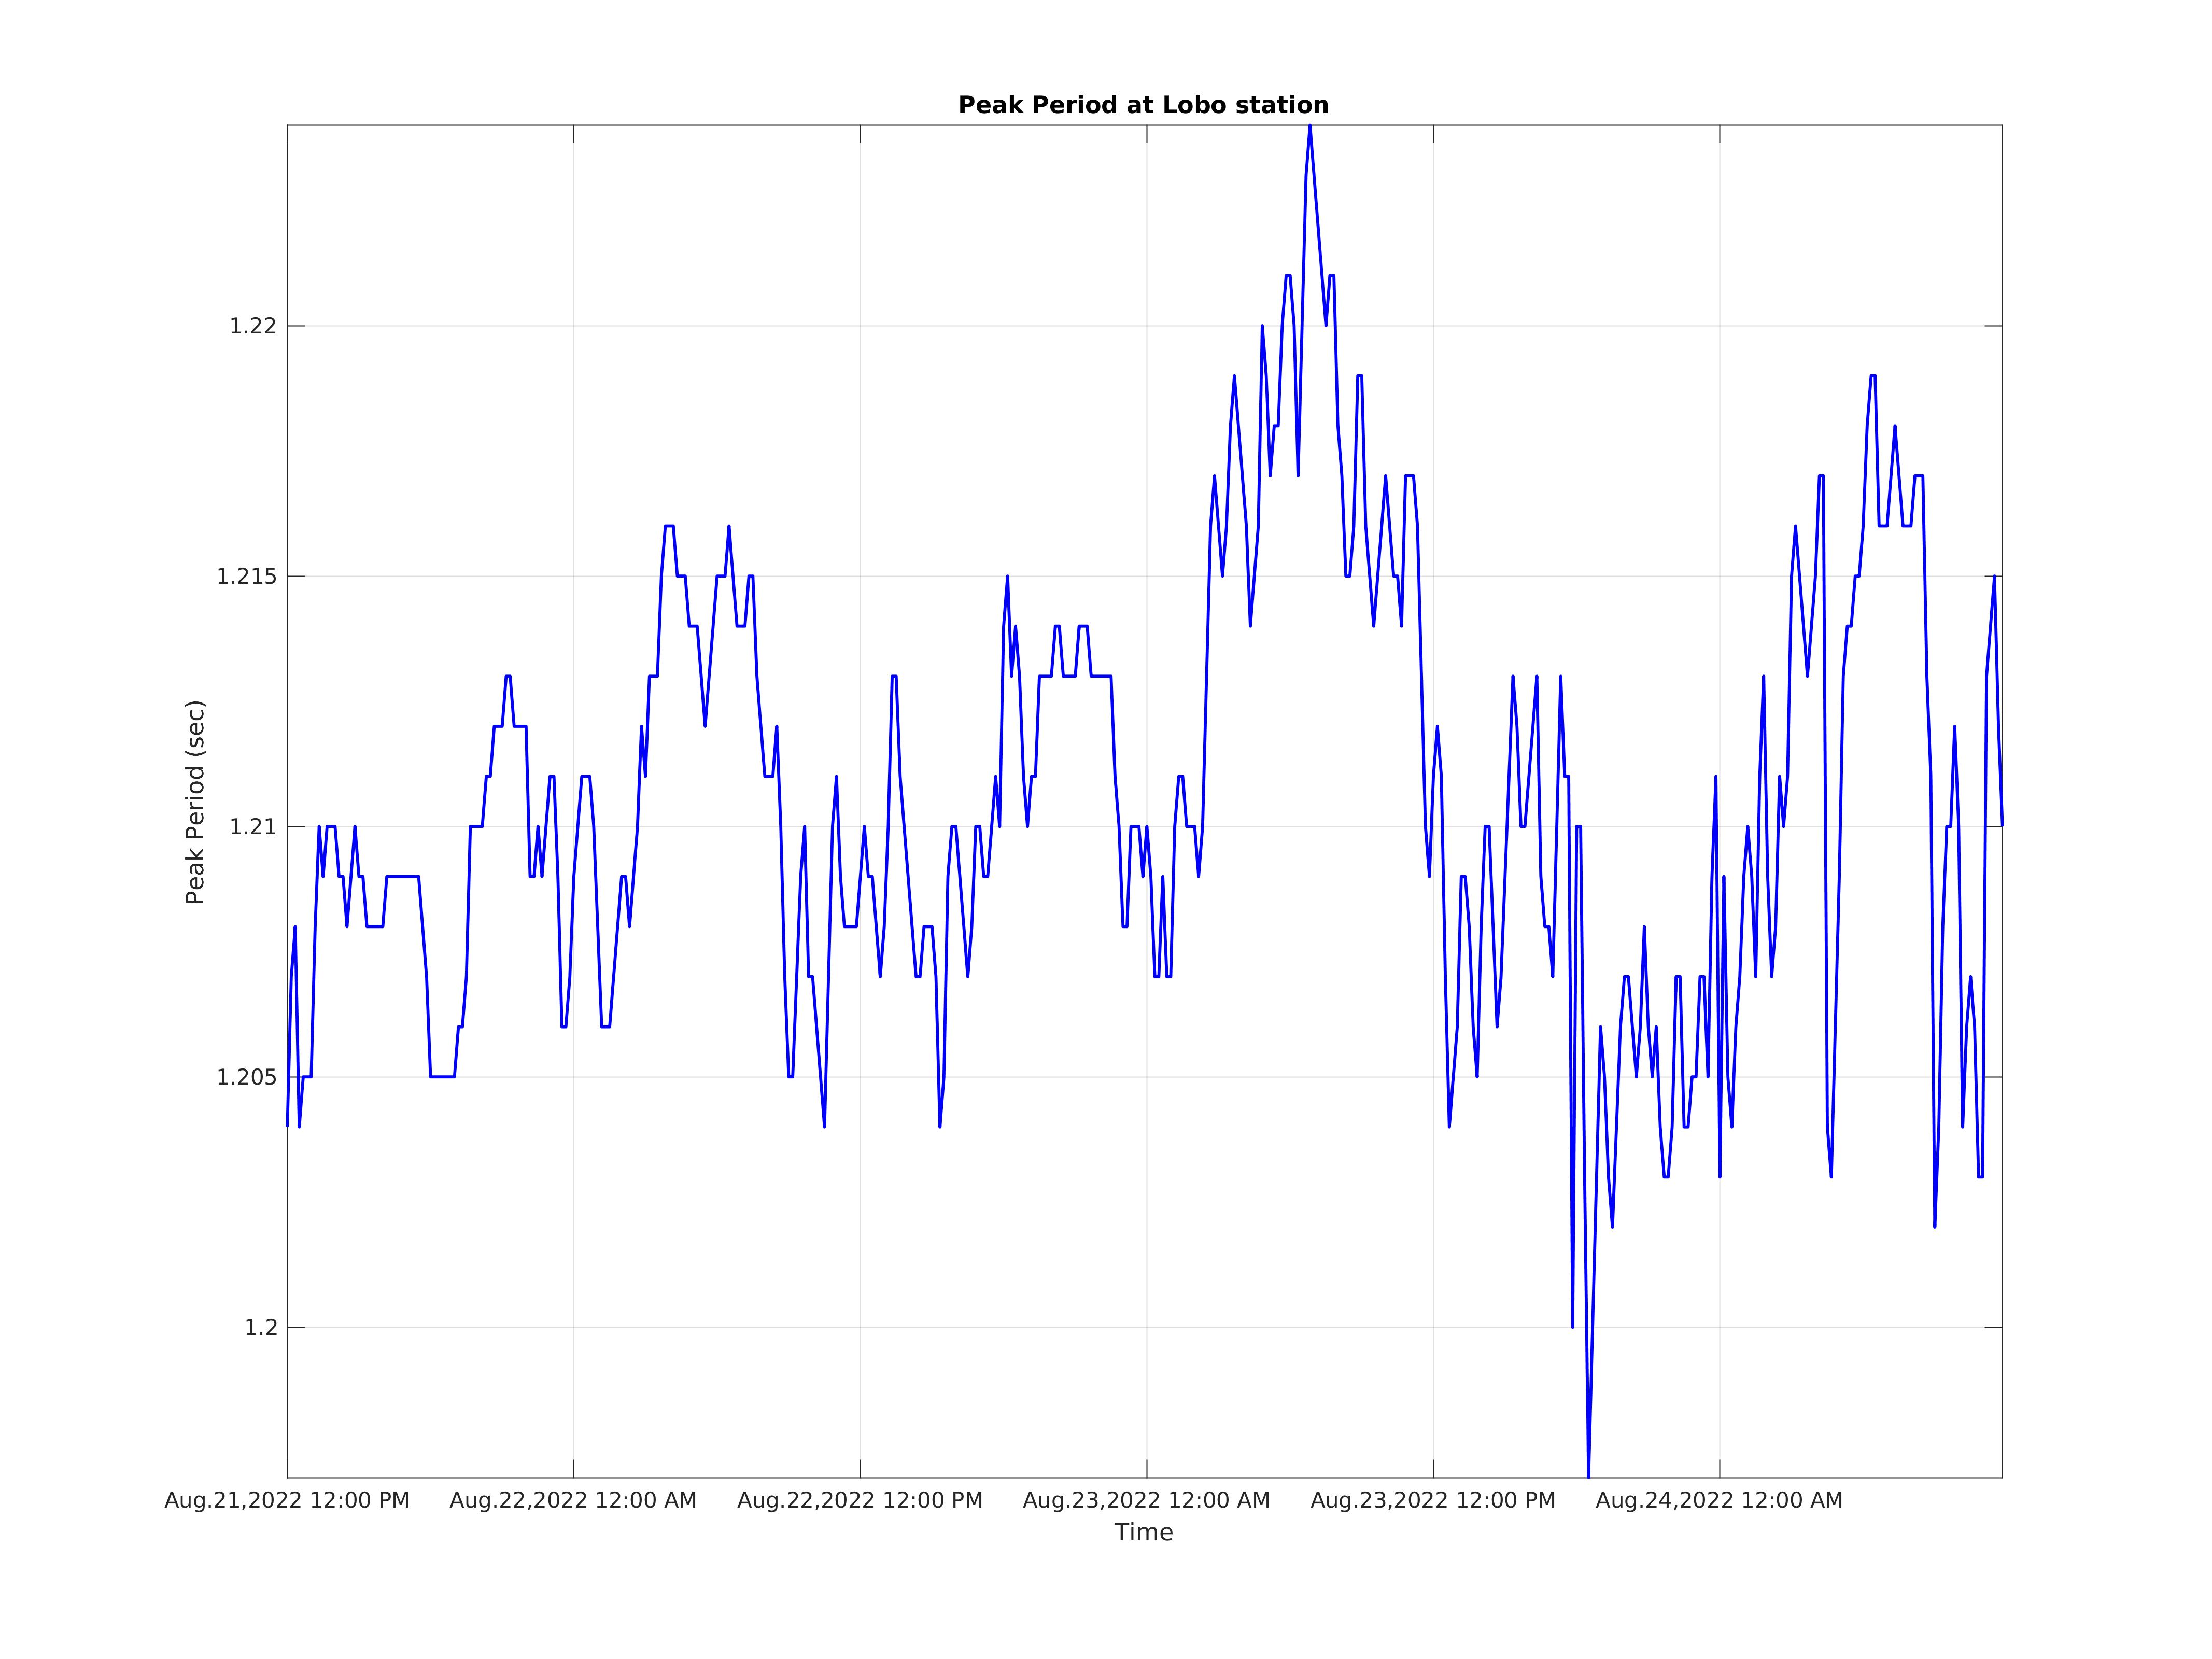 Peak Period at Lobo station
Peak Period (sec)
1.22
1.215
1.21
1.205
1.2
Aug.21,2022 12:00 PM Aug.22,2022 12:00 AM Aug.22,2022 12:00 PM Aug.23,2022 12:00 AM Aug.23,2022 12:00 PM Aug.24,2022 12:00 AM
Time